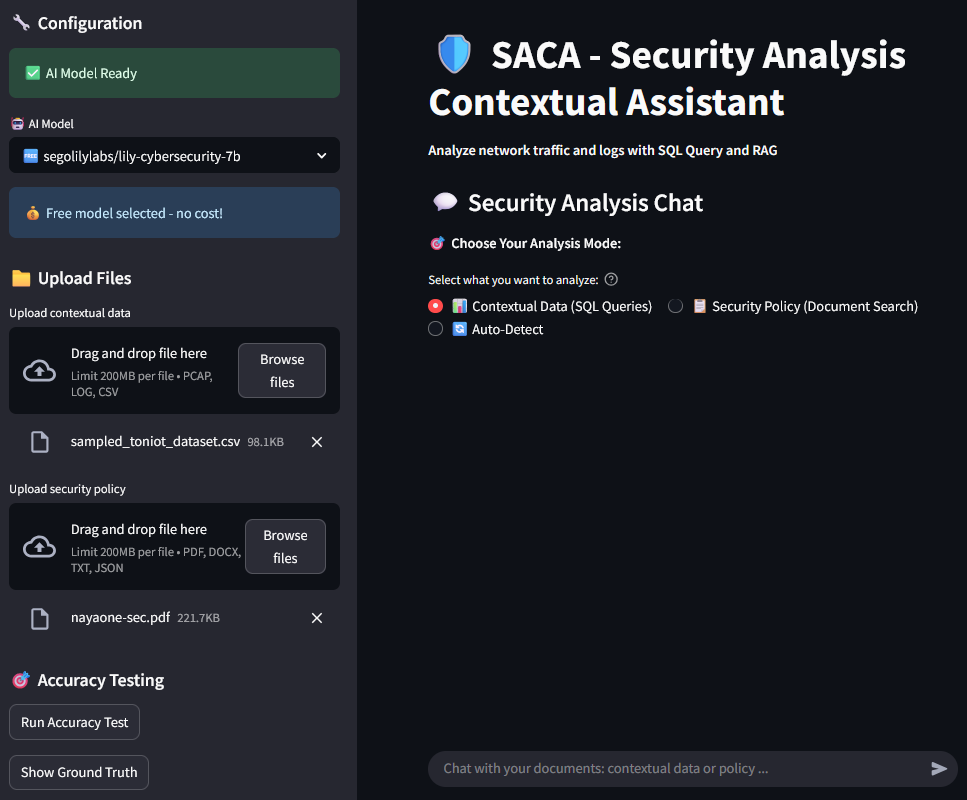 Configuration
AI Model Ready
AI Model
FREE segolilylabs/lily-cybersecurity-7b
Free model selected - no cost!
Upload Files
Upload contextual data
Drag and drop file here
Limit 200MB per file • PCAP,
LOG, CSV
Browse
files
sampled_toniot_dataset.csv 98.1KB
Upload security policy
Drag and drop file here
Limit 200MB per file • PDF, DOCX,
TXT, JSON
Browse
files
nayaone-sec.pdf 221.7KB
Accuracy Testing
Run Accuracy Test
Show Ground Truth
SACA - Security Analysis
Contextual Assistant
Analyze network traffic and logs with SQL Query and RAG
Security Analysis Chat
Choose Your Analysis Mode:
Select what you want to analyze:
Contextual Data (SQL Queries)
Security Policy (Document Search)
Auto-Detect
Chat with your documents: contextual data or policy ...